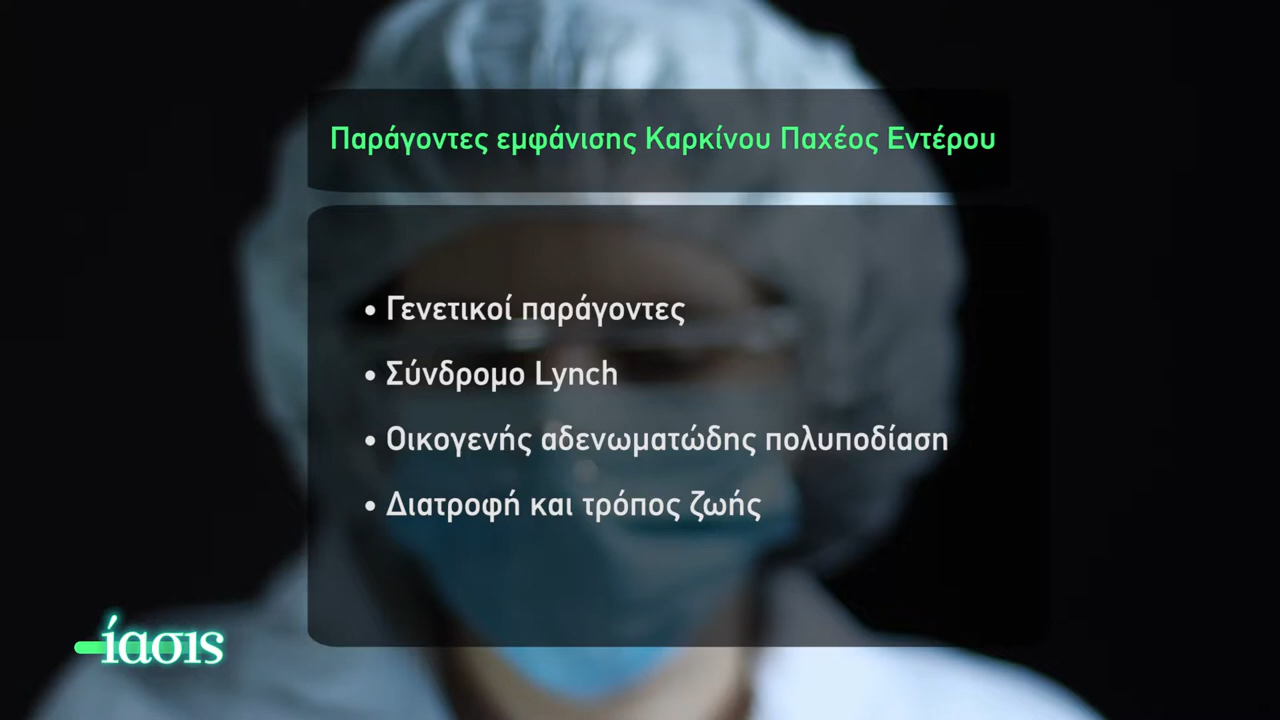 Παράγοντες εμφάνισης Καρκίνου Παχέος Εντέρου
• Γενετικοί παράγοντες
• Σύνδρομο Lynch
• Οικογενής αδενωματώδης πολυποδίαση
• Διατροφή και τρόπος ζωής
ίασις